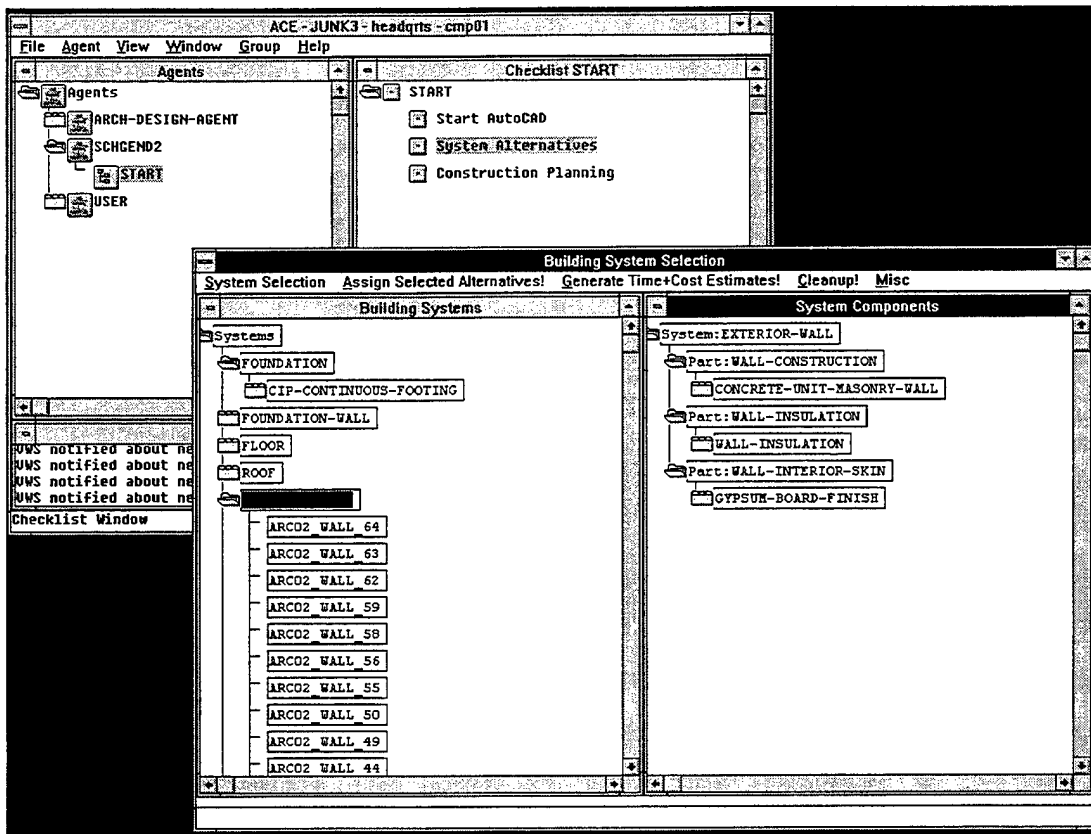 ACE - JUNK3 - headqrts - cmp01
File Agent View Window Group Help
Agents
Agents
ARCH-DESIGN-AGENT
SCHGEND2
START
USER
Checklist START
START
Start AutoCAD
System Alternatives
Construction Planning
VWS notified about ne
VWS notified about ne
VWS notified about ne
VWS notified about ne
Checklist Window
Building System Selection
System Selection Assign Selected Alternatives! Generate Time+Cost Estimates! Cleanup! Misc
Building Systems
Systems
FOUNDATION
CIP-CONTINUOUS-FOOTING
FOUNDATION-WALL
FLOOR
ROOF
ARCO2_WALL_64
ARCO2_WALL_63
ARCO2_WALL_62
ARCO2_WALL_59
ARCO2_WALL_58
ARCO2_WALL_56
ARCO2_WALL_55
ARCO2_WALL_50
ARCO2_WALL_49
ARCO2_WALL_44
System Components
System:EXTERIOR-WALL
Part:WALL-CONSTRUCTION
CONCRETE-UNIT-MASONRY-WALL
Part:WALL-INSULATION
WALL-INSULATION
Part:WALL-INTERIOR-SKIN
GYPSUM-BOARD-FINISH